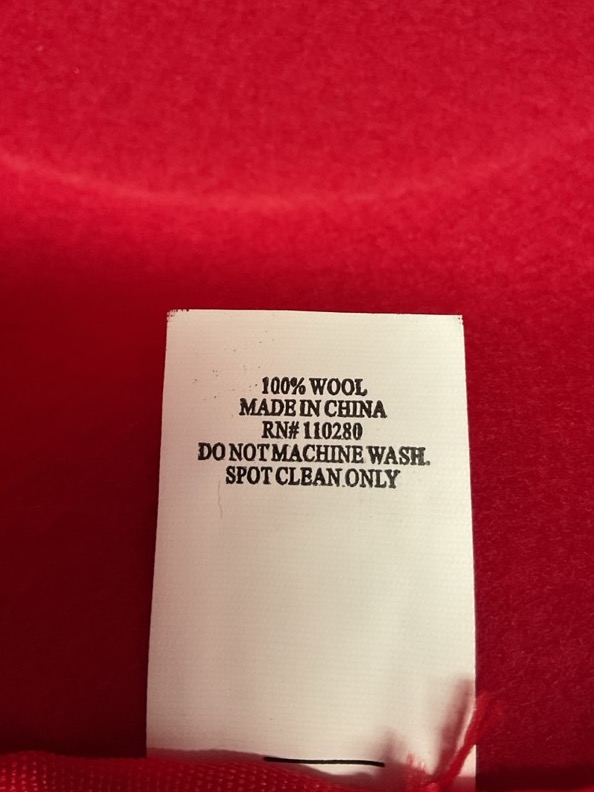 100% WOOL
MADE IN CHINA
RN# 110280
DO NOT MACHINE WASH.
SPOT CLEAN ONLY